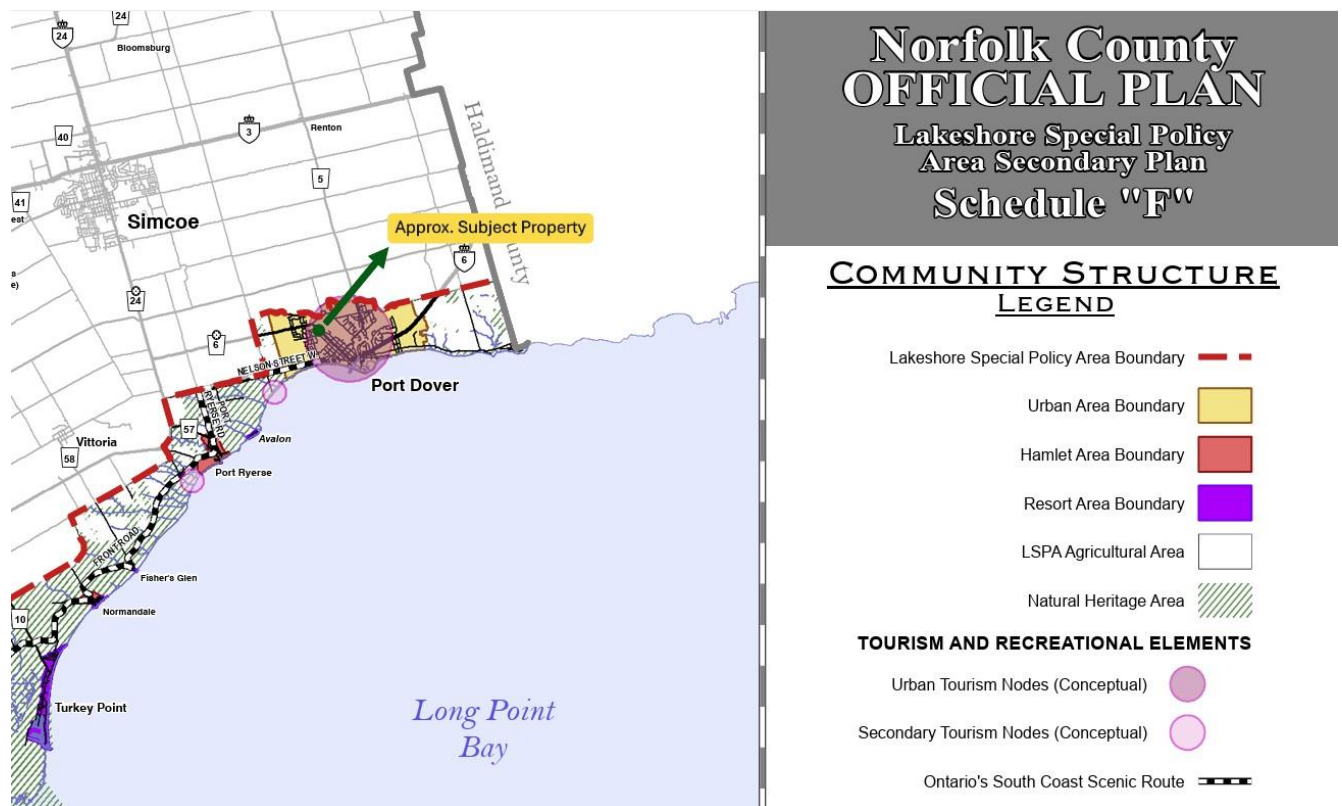 24
24
Bloomsburg
40
3
Renton
41
5
Simcoe
Haldimand County
Approx. Subject Property
6
24
6
NELSON STREET W
Port Dover
PORT
RYERSE RD
57
Avalon
Vittoria
58
Port Ryerse
FRONT ROAD
Fisher's Glen
Normandale
10
Turkey Point
Long Point
Bay
Norfolk County
OFFICIAL PLAN
Lakeshore Special Policy
Area Secondary Plan
Schedule "F"
COMMUNITY STRUCTURE
LEGEND
Lakeshore Special Policy Area Boundary
Urban Area Boundary
Hamlet Area Boundary
Resort Area Boundary
LSPA Agricultural Area
Natural Heritage Area
TOURISM AND RECREATIONAL ELEMENTS
Urban Tourism Nodes (Conceptual)
Secondary Tourism Nodes (Conceptual)
Ontario's South Coast Scenic Route